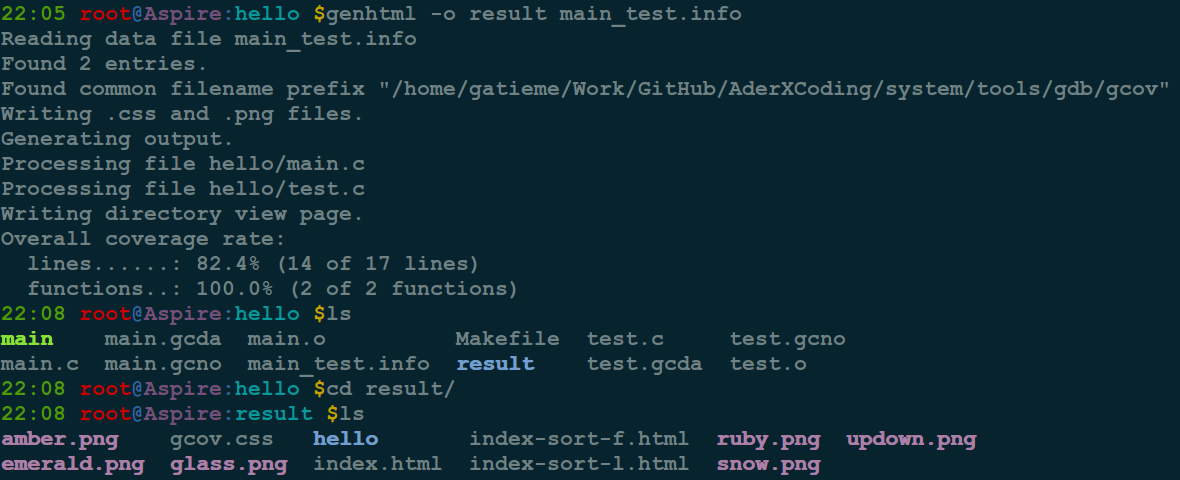 22:05 root@Aspire:hello $genhtml -o result main_test.info
Reading data file main_test.info
Found 2 entries.
Found common filename prefix "/home/gatieme/Work/GitHub/AderXCoding/system/tools/gdb/gcov"
Writing .css and .png files.
Generating output.
Processing file hello/main.c
Processing file hello/test.c
Writing directory view page.
Overall coverage rate:
  lines......: 82.4% (14 of 17 lines)
  functions..: 100.0% (2 of 2 functions)
22:08 root@Aspire:hello $ls
main    main.gcda  main.o          Makefile  test.c     test.gcno
main.c  main.gcno  main_test.info  result    test.gcda  test.o
22:08 root@Aspire:hello $cd result/
22:08 root@Aspire:result $ls
amber.png    gcov.css   hello       index-sort-f.html  ruby.png  updown.png
emerald.png  glass.png  index.html  index-sort-l.html  snow.png